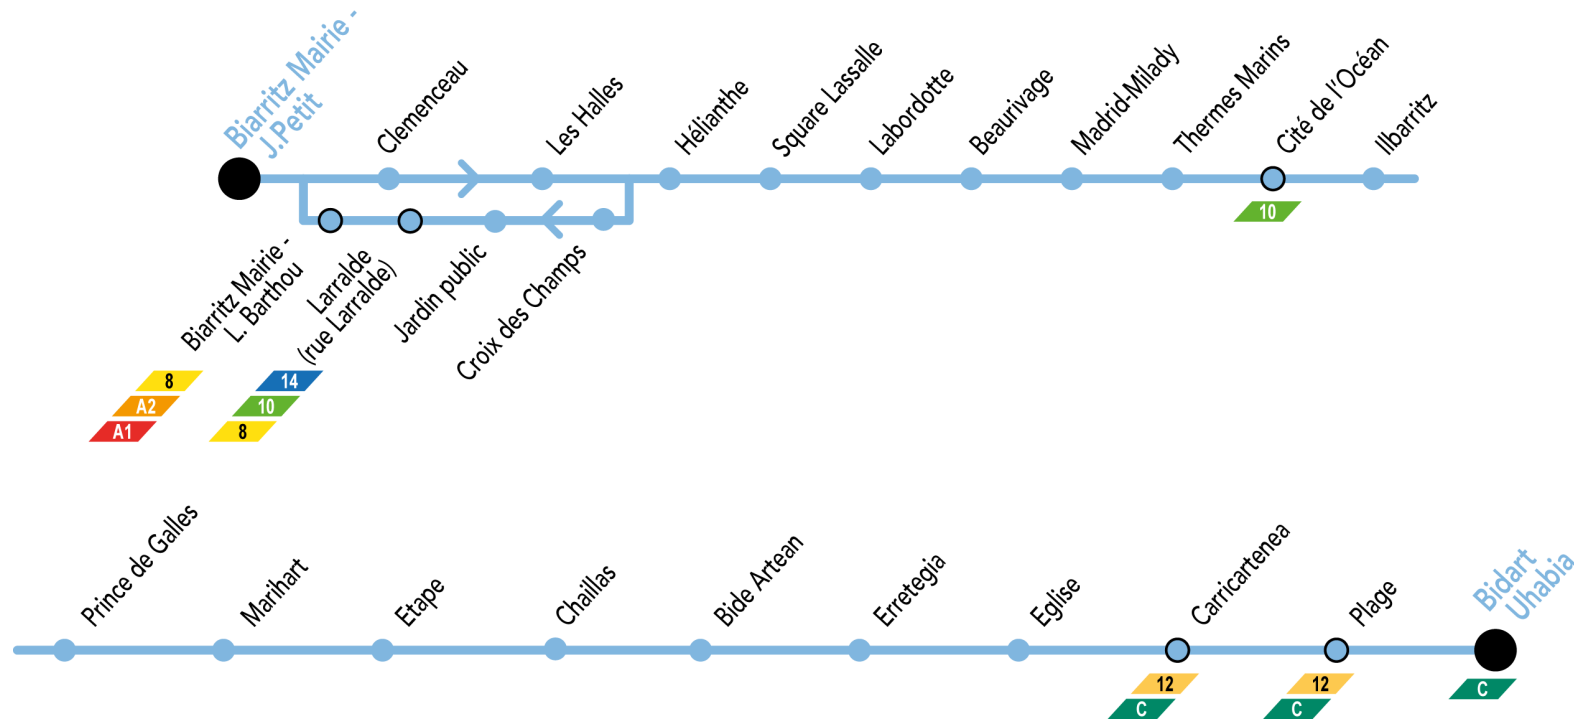 Biarritz Mairie -
J.Petit
Clemenceau
Les Halles
Hélianthe
Square Lassalle
Labordotte
Beaurivage
Madrid-Milady
Thermes Marins
Cité de l'Océan
Ilbarritz
10
Biarritz Mairie -
L. Barthou
Larralde
(rue Larralde)
Jardin public
Croix des Champs
8
A2
A1
14
10
8
Prince de Galles
Marihart
Etape
Chaillas
Bide Artean
Erretegia
Eglise
Carricartenea
Plage
Bidart
Uhabia
12
C
12
C
C